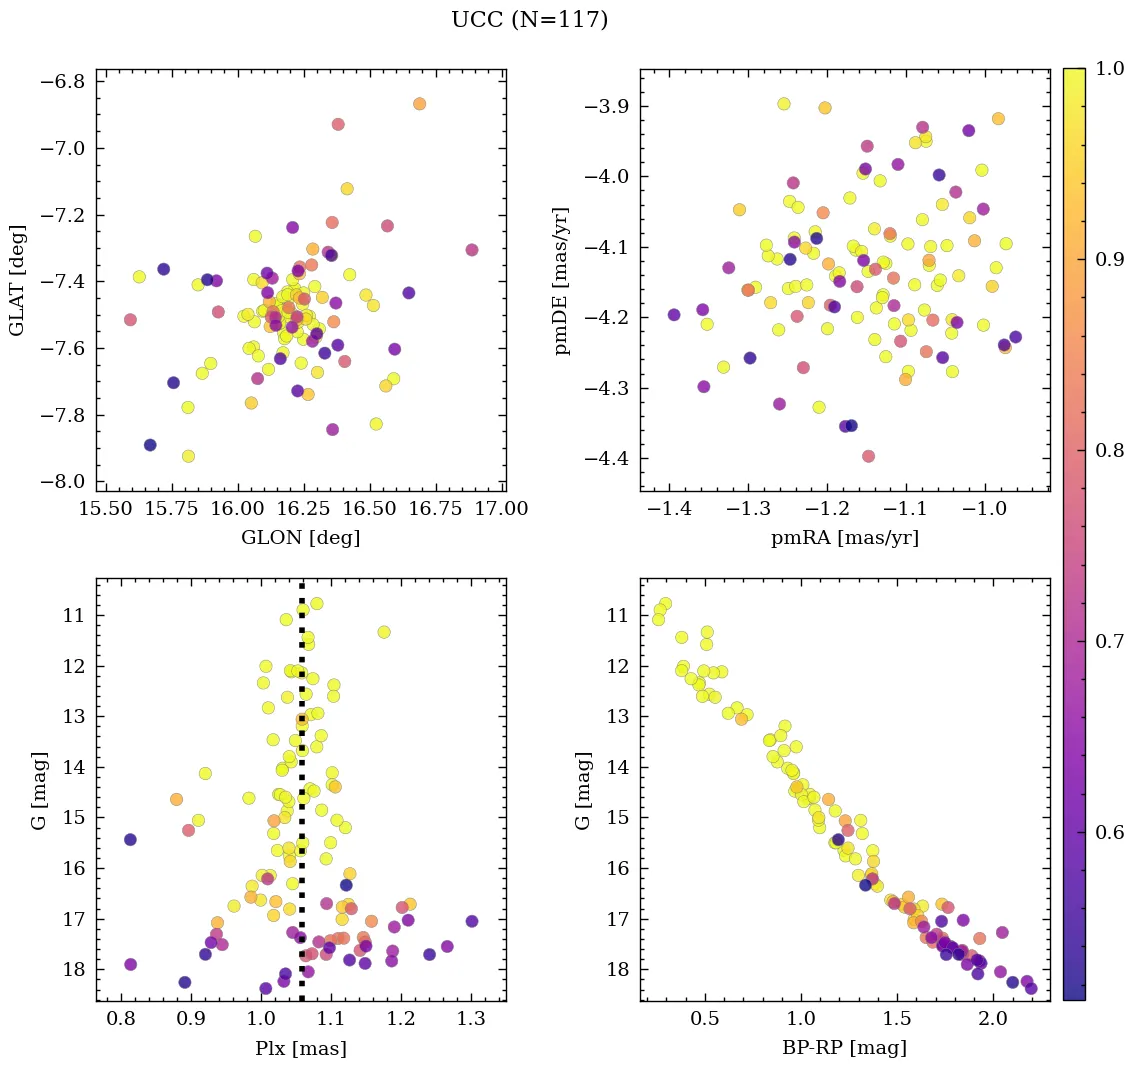 UCC (N=117)
−6.8
−7.0
−7.2
−7.4
−7.6
−7.8
−8.0
GLAT [deg]
15.50 15.75 16.00 16.25 16.50 16.75 17.00
GLON [deg]
−3.9
−4.0
−4.1
−4.2
−4.3
−4.4
pmDE [mas/yr]
−1.4 −1.3 −1.2 −1.1 −1.0
pmRA [mas/yr]
11
12
13
14
15
16
17
18
G [mag]
0.8 0.9 1.0 1.1 1.2 1.3
Plx [mas]
11
12
13
14
15
16
17
18
G [mag]
0.5 1.0 1.5 2.0
BP-RP [mag]
1.0
0.9
0.8
0.7
0.6